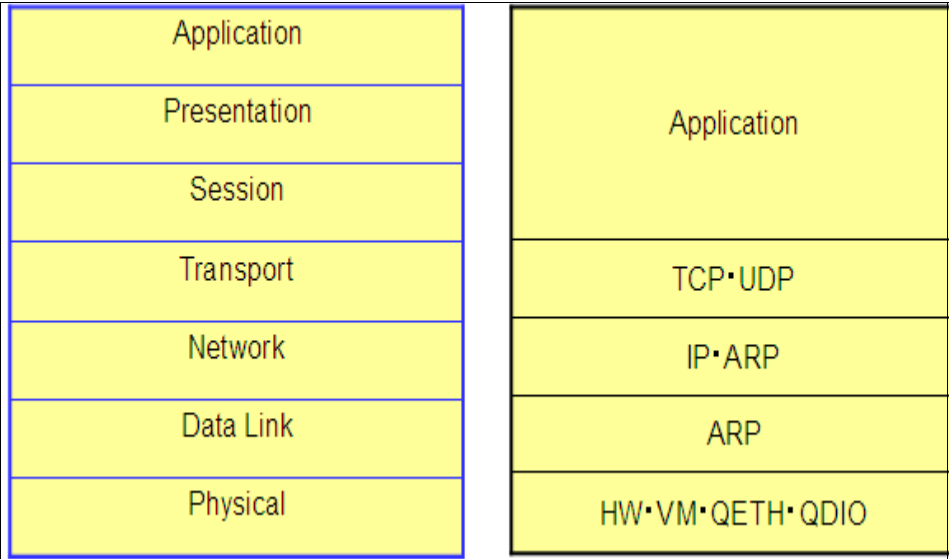 Application
Presentation
Session
Transport
Network
Data Link
Physical
Application
TCP▪UDP
IP▪ARP
ARP
HW▪VM▪QETH▪QDIO